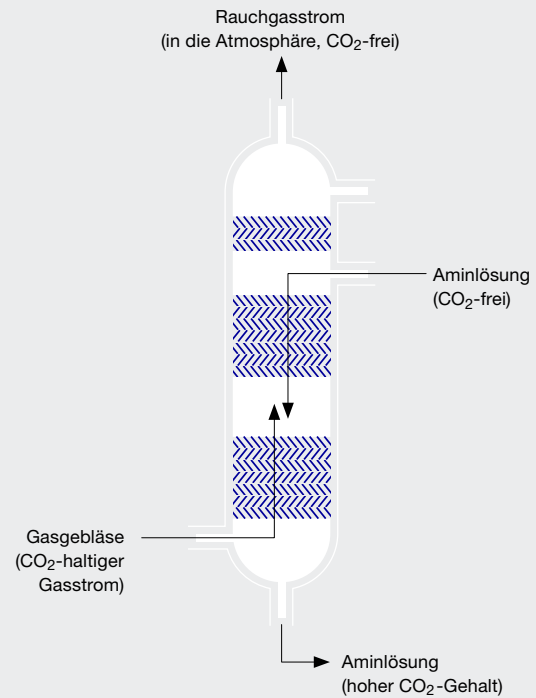 Rauchgasstrom
(in die Atmosphäre, CO₂-frei)
Aminlösung
(CO₂-frei)
Gasgebläse
(CO₂-haltiger
Gasstrom)
Aminlösung
(hoher CO₂-Gehalt)